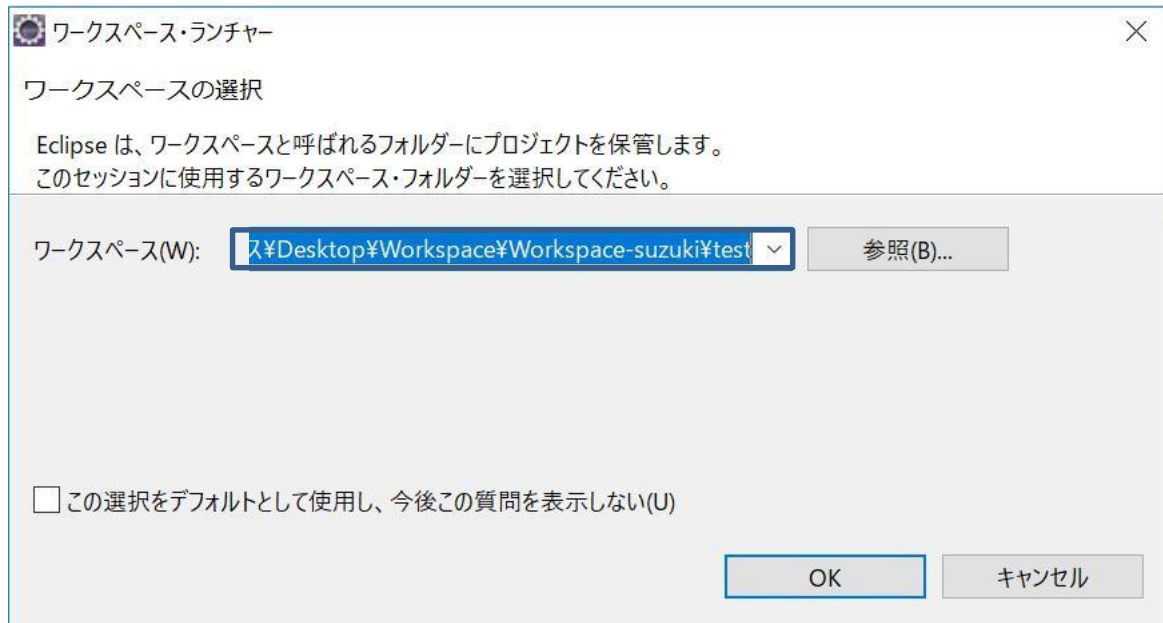 ワークスペース・ランチャー
ワークスペースの選択
Eclipse は、ワークスペースと呼ばれるフォルダーにプロジェクトを保管します。
このセッションに使用するワークスペース・フォルダーを選択してください。
ワークスペース(W): ス¥Desktop¥Workspace¥Workspace-suzuki¥test 参照(B)...
この選択をデフォルトとして使用し、今後この質問を表示しない(U)
OK キャンセル